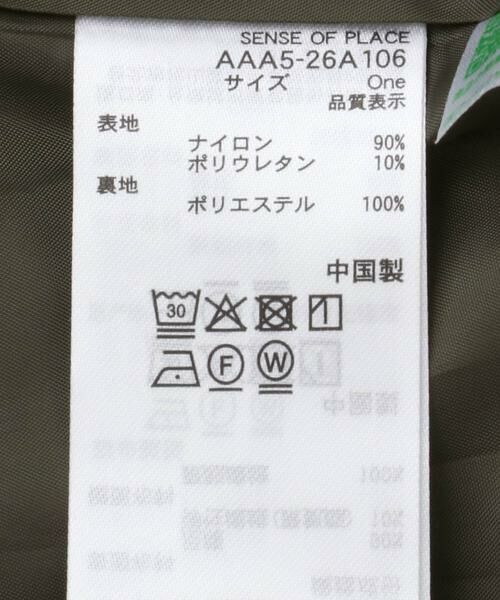 SENSE OF PLACE
AAA5-26A106
サイズ One
品質表示
表地
ナイロン 90%
ポリウレタン 10%
裏地
ポリエステル 100%
中国製
30
F W